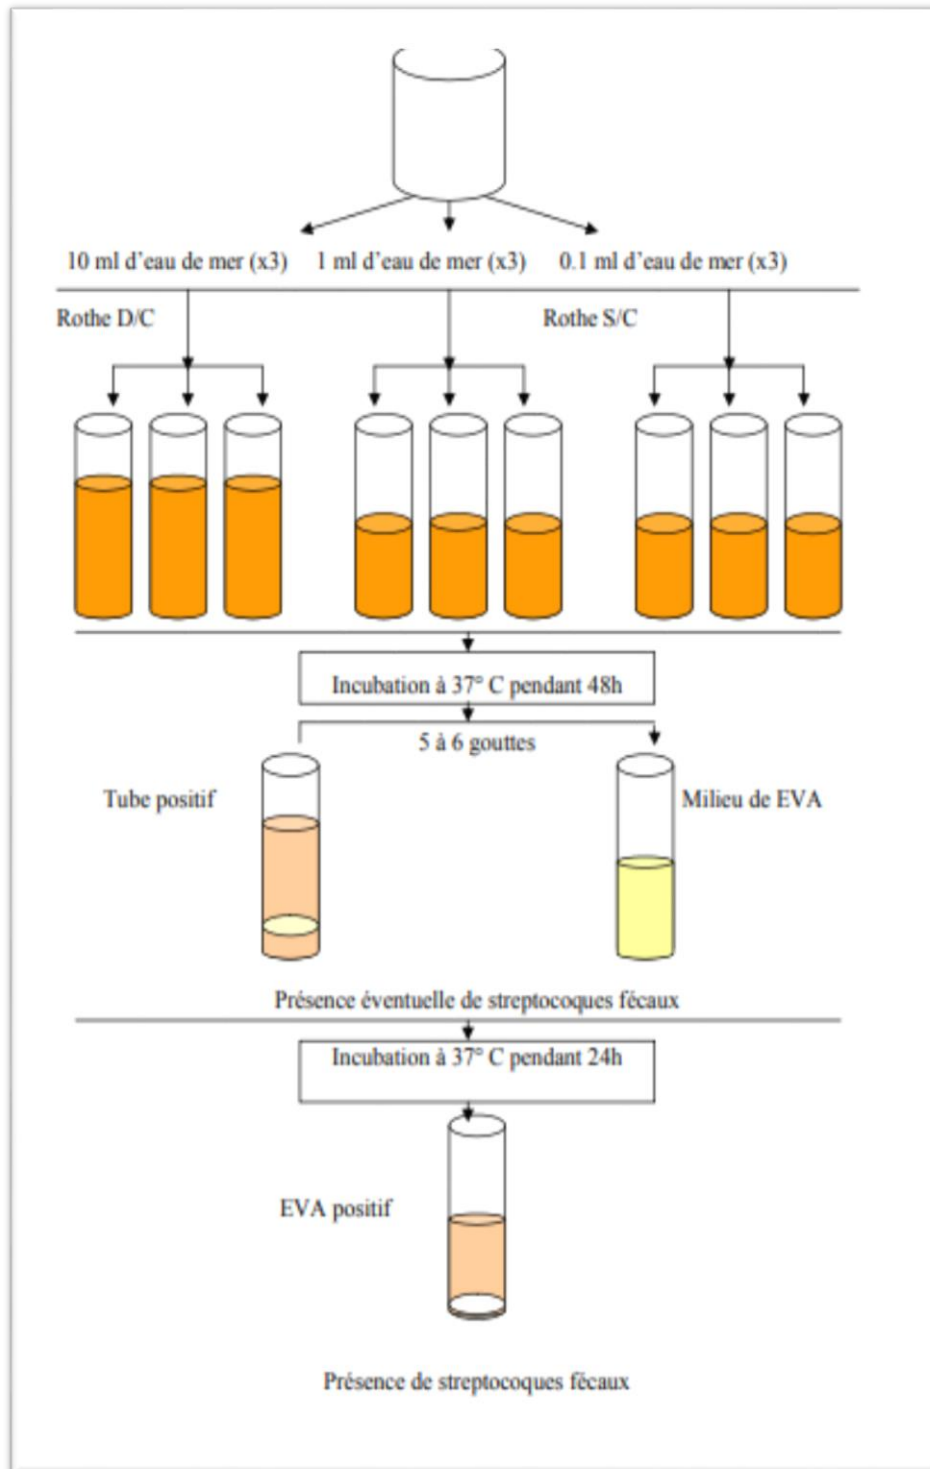 10 ml d'eau de mer (x3) 1 ml d'eau de mer (x3) 0.1 ml d'eau de mer (x3)
Rothe D/C Rothe S/C
Incubation à 37° C pendant 48h
5 à 6 gouttes
Tube positif Milieu de EVA
Présence éventuelle de streptocoques fécaux
Incubation à 37° C pendant 24h
EVA positif
Présence de streptocoques fécaux